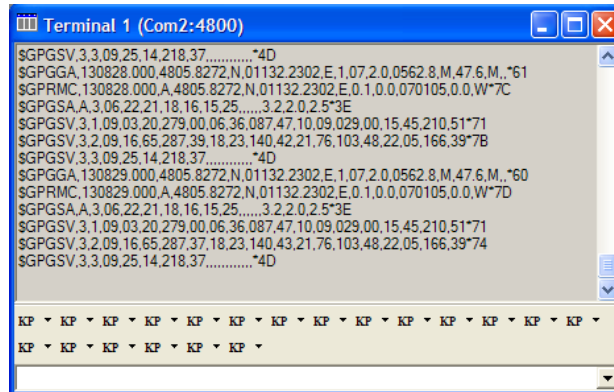 Terminal 1 (Com2:4800)
$GPGSV,3,3,09,25,14,218,37,,,,,,,,,,,,*4D
$GPGGA,130828.000,4805.8272,N,01132.2302,E,1,07,2.0,0562.8,M,47.6,M,,*61
$GPRMC,130828.000,A,4805.8272,N,01132.2302,E,0.1,0.0,070105,0.0,W*7C
$GPGSA,A,3,06,22,21,18,16,15,25,,,,,,3.2,2.0,2.5*3E
$GPGSV,3,1,09,03,20,279,00,06,36,087,47,10,09,029,00,15,45,210,51*71
$GPGSV,3,2,09,16,65,287,39,18,23,140,42,21,76,103,48,22,05,166,39*7B
$GPGSV,3,3,09,25,14,218,37,,,,,,,,,,,,*4D
$GPGGA,130829.000,4805.8272,N,01132.2302,E,1,07,2.0,0562.8,M,47.6,M,,*60
$GPRMC,130829.000,A,4805.8272,N,01132.2302,E,0.1,0.0,070105,0.0,W*7D
$GPGSA,A,3,06,22,21,18,16,15,25,,,,,,3.2,2.0,2.5*3E
$GPGSV,3,1,09,03,20,279,00,06,36,087,47,10,09,029,00,15,45,210,51*71
$GPGSV,3,2,09,16,65,287,37,18,23,140,43,21,76,103,48,22,05,166,39*74
$GPGSV,3,3,09,25,14,218,37,,,,,,,,,,,,*4D
KP KP KP KP KP KP KP KP KP KP KP KP KP KP
KP KP KP KP KP KP